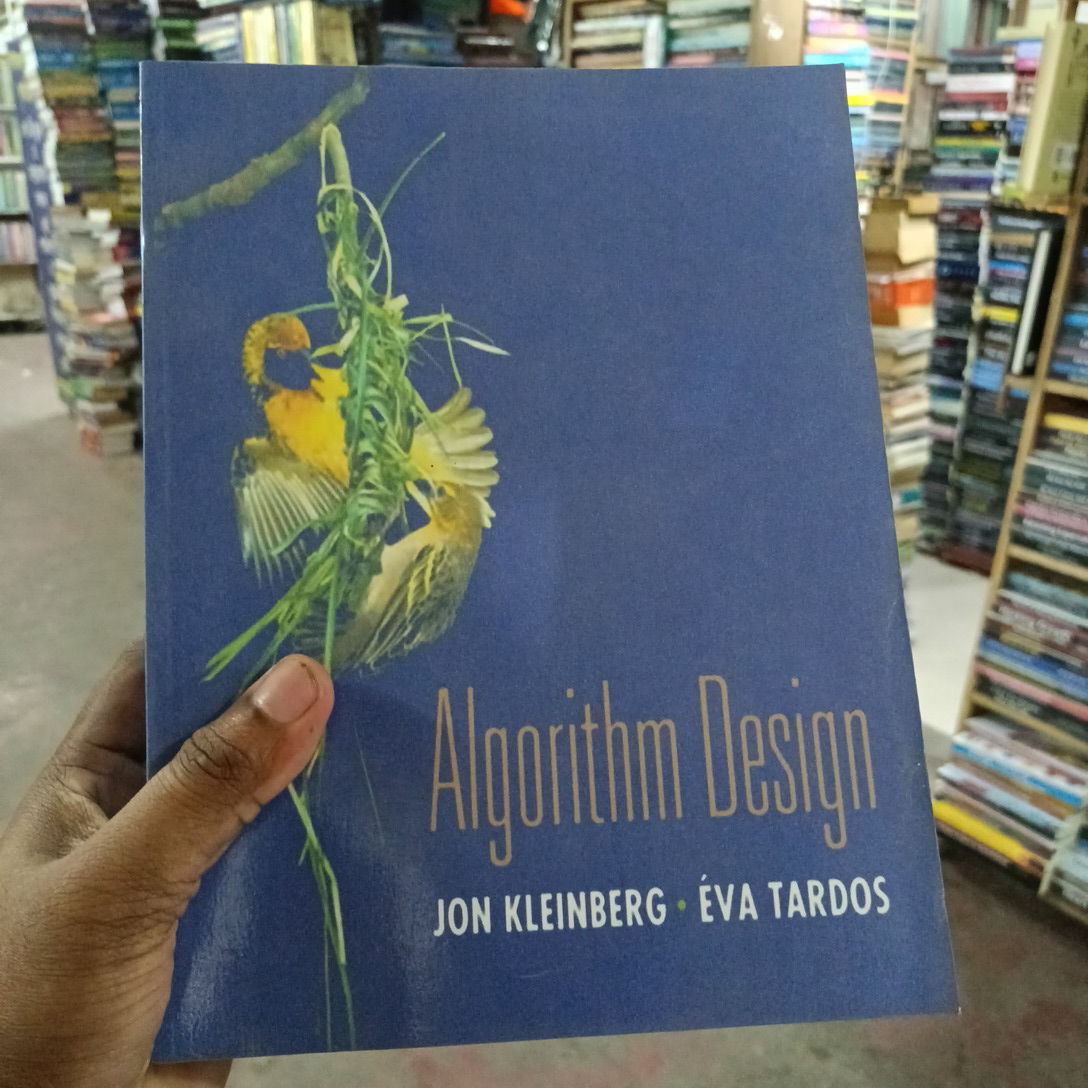 Algorithm Design
JON KLEINBERG • ÉVA TARDOS